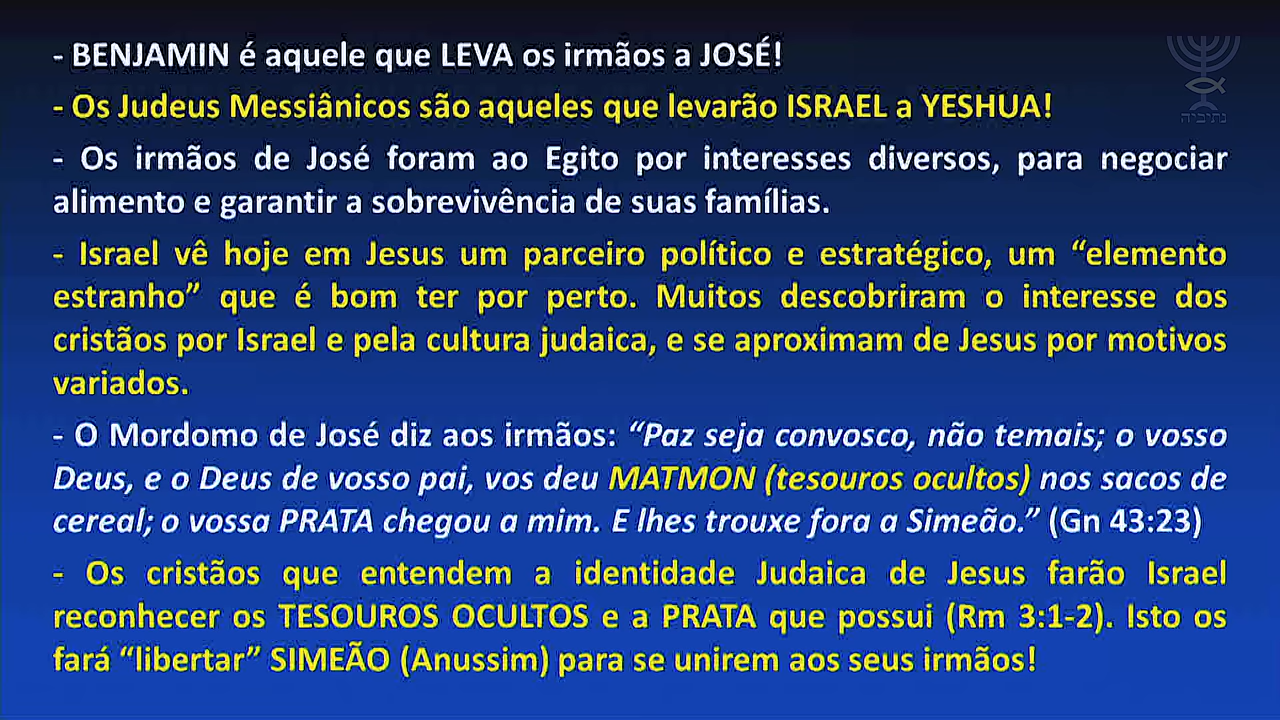 - BENJAMIN é aquele que LEVA os irmãos a JOSÉ!
- Os Judeus Messiânicos são aqueles que levarão ISRAEL a YESHUA!
- Os irmãos de José foram ao Egito por interesses diversos, para negociar
alimento e garantir a sobrevivência de suas famílias.
- Israel vê hoje em Jesus um parceiro político e estratégico, um “elemento
estranho” que é bom ter por perto. Muitos descobriram o interesse dos
cristãos por Israel e pela cultura judaica, e se aproximam de Jesus por motivos
variados.
- O Mordomo de José diz aos irmãos: “Paz seja convosco, não temais; o vosso
Deus, e o Deus de vosso pai, vos deu MATMON (tesouros ocultos) nos sacos de
cereal; o vossa PRATA chegou a mim. E lhes trouxe fora a Simeão.” (Gn 43:23)
- Os cristãos que entendem a identidade Judaica de Jesus farão Israel
reconhecer os TESOUROS OCULTOS e a PRATA que possui (Rm 3:1-2). Isto os
fará “libertar” SIMEÃO (Anussim) para se unirem aos seus irmãos!
נתיביה